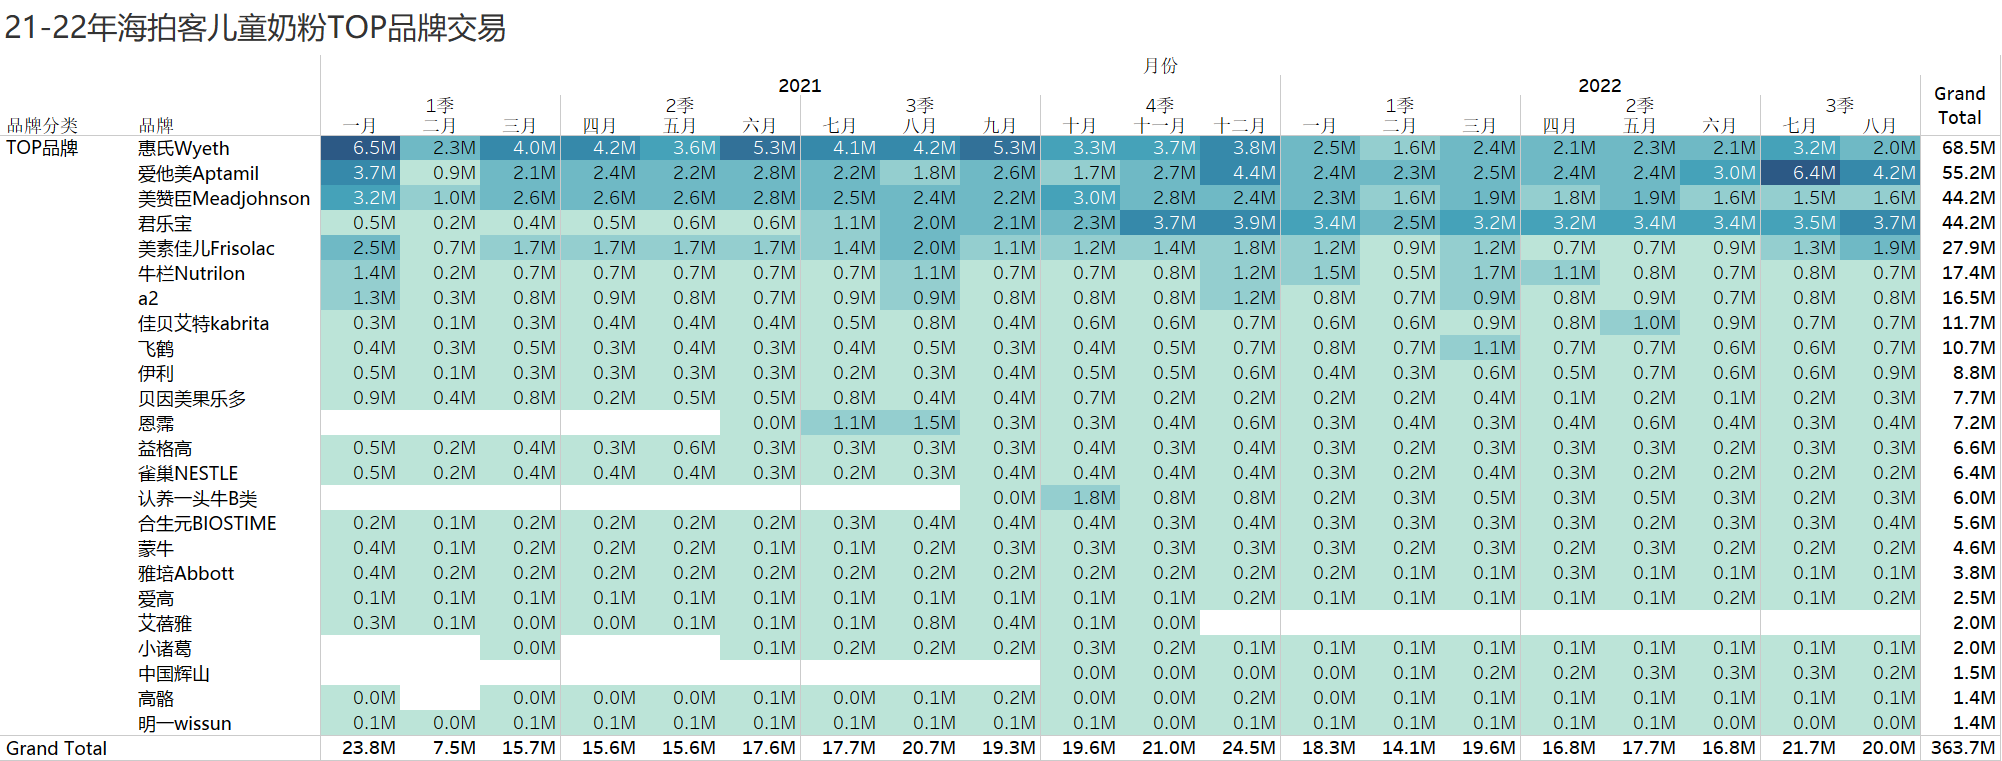 21-22年海拍客儿童奶粉TOP品牌交易
月份
2021 2022
1季 2季 3季 4季 1季 2季 3季 Grand Total
品牌分类 品牌 一月 二月 三月 四月 五月 六月 七月 八月 九月 十月 十一月 十二月 一月 二月 三月 四月 五月 六月 七月 八月
TOP品牌 惠氏Wyeth 6.5M 2.3M 4.0M 4.2M 3.6M 5.3M 4.1M 4.2M 5.3M 3.3M 3.7M 3.8M 2.5M 1.6M 2.4M 2.1M 2.3M 2.1M 3.2M 2.0M 68.5M
爱他美Aptamil 3.7M 0.9M 2.1M 2.4M 2.2M 2.8M 2.2M 1.8M 2.6M 1.7M 2.7M 4.4M 2.4M 2.3M 2.5M 2.4M 2.4M 3.0M 6.4M 4.2M 55.2M
美赞臣Meadjohnson 3.2M 1.0M 2.6M 2.6M 2.6M 2.8M 2.5M 2.4M 2.2M 3.0M 2.8M 2.4M 2.3M 1.6M 1.9M 1.8M 1.9M 1.6M 1.5M 1.6M 44.2M
君乐宝 0.5M 0.2M 0.4M 0.5M 0.6M 0.6M 1.1M 2.0M 2.1M 2.3M 3.7M 3.9M 3.4M 2.5M 3.2M 3.2M 3.4M 3.4M 3.5M 3.7M 44.2M
美素佳儿Frisolac 2.5M 0.7M 1.7M 1.7M 1.7M 1.7M 1.4M 2.0M 1.1M 1.2M 1.4M 1.8M 1.2M 0.9M 1.2M 0.7M 0.7M 0.9M 1.3M 1.9M 27.9M
牛栏Nutrilon 1.4M 0.2M 0.7M 0.7M 0.7M 0.7M 0.7M 1.1M 0.7M 0.7M 0.8M 1.2M 1.5M 0.5M 1.7M 1.1M 0.8M 0.7M 0.8M 0.7M 17.4M
a2 1.3M 0.3M 0.8M 0.9M 0.8M 0.7M 0.9M 0.9M 0.8M 0.8M 0.8M 1.2M 0.8M 0.7M 0.9M 0.8M 0.9M 0.7M 0.8M 0.8M 16.5M
佳贝艾特kabrita 0.3M 0.1M 0.3M 0.4M 0.4M 0.4M 0.5M 0.8M 0.4M 0.6M 0.6M 0.7M 0.6M 0.6M 0.9M 0.8M 1.0M 0.9M 0.7M 0.7M 11.7M
飞鹤 0.4M 0.3M 0.5M 0.3M 0.4M 0.3M 0.4M 0.5M 0.3M 0.4M 0.5M 0.7M 0.8M 0.7M 1.1M 0.7M 0.7M 0.6M 0.6M 0.7M 10.7M
伊利 0.5M 0.1M 0.3M 0.3M 0.3M 0.3M 0.2M 0.3M 0.4M 0.5M 0.5M 0.6M 0.4M 0.3M 0.6M 0.5M 0.7M 0.6M 0.6M 0.9M 8.8M
贝因美果乐多 0.9M 0.4M 0.8M 0.2M 0.5M 0.5M 0.8M 0.4M 0.4M 0.7M 0.2M 0.2M 0.2M 0.2M 0.4M 0.1M 0.2M 0.1M 0.2M 0.3M 7.7M
恩霈 0.0M 1.1M 1.5M 0.3M 0.3M 0.4M 0.6M 0.3M 0.4M 0.3M 0.4M 0.6M 0.4M 0.3M 0.4M 7.2M
益格高 0.5M 0.2M 0.4M 0.3M 0.6M 0.3M 0.3M 0.3M 0.3M 0.4M 0.3M 0.4M 0.3M 0.2M 0.3M 0.3M 0.3M 0.2M 0.3M 0.3M 6.6M
雀巢NESTLE 0.5M 0.2M 0.4M 0.4M 0.4M 0.3M 0.2M 0.3M 0.4M 0.4M 0.4M 0.4M 0.3M 0.2M 0.4M 0.3M 0.2M 0.2M 0.2M 0.2M 6.4M
认养一头牛B类 0.0M 1.8M 0.8M 0.8M 0.2M 0.3M 0.5M 0.3M 0.5M 0.3M 0.2M 0.3M 6.0M
合生元BIOSTIME 0.2M 0.1M 0.2M 0.2M 0.2M 0.2M 0.3M 0.4M 0.4M 0.4M 0.3M 0.4M 0.3M 0.3M 0.3M 0.3M 0.2M 0.3M 0.3M 0.4M 5.6M
蒙牛 0.4M 0.1M 0.2M 0.2M 0.2M 0.1M 0.1M 0.2M 0.3M 0.3M 0.3M 0.3M 0.3M 0.2M 0.3M 0.2M 0.3M 0.2M 0.2M 0.2M 4.6M
雅培Abbott 0.4M 0.2M 0.2M 0.2M 0.2M 0.2M 0.2M 0.2M 0.2M 0.2M 0.2M 0.2M 0.2M 0.1M 0.1M 0.3M 0.1M 0.1M 0.1M 0.1M 3.8M
爱高 0.1M 0.1M 0.1M 0.1M 0.1M 0.1M 0.1M 0.1M 0.1M 0.1M 0.1M 0.2M 0.1M 0.1M 0.1M 0.1M 0.1M 0.2M 0.1M 0.2M 2.5M
艾蓓雅 0.3M 0.1M 0.0M 0.0M 0.1M 0.1M 0.1M 0.8M 0.4M 0.1M 0.0M 2.0M
小诸葛 0.0M 0.1M 0.2M 0.2M 0.2M 0.3M 0.2M 0.1M 0.1M 0.1M 0.1M 0.1M 0.1M 0.1M 0.1M 0.1M 2.0M
中国辉山 0.0M 0.0M 0.0M 0.0M 0.1M 0.2M 0.2M 0.3M 0.3M 0.3M 0.2M 1.5M
高骼 0.0M 0.0M 0.0M 0.0M 0.1M 0.0M 0.1M 0.2M 0.0M 0.0M 0.2M 0.0M 0.0M 0.1M 0.1M 0.1M 0.1M 0.1M 0.1M 1.4M
明一wissun 0.1M 0.0M 0.1M 0.1M 0.1M 0.1M 0.1M 0.1M 0.1M 0.1M 0.0M 0.1M 0.1M 0.0M 0.1M 0.1M 0.0M 0.1M 0.0M 0.0M 1.4M
Grand Total 23.8M 7.5M 15.7M 15.6M 15.6M 17.6M 17.7M 20.7M 19.3M 19.6M 21.0M 24.5M 18.3M 14.1M 19.6M 16.8M 17.7M 16.8M 21.7M 20.0M 363.7M